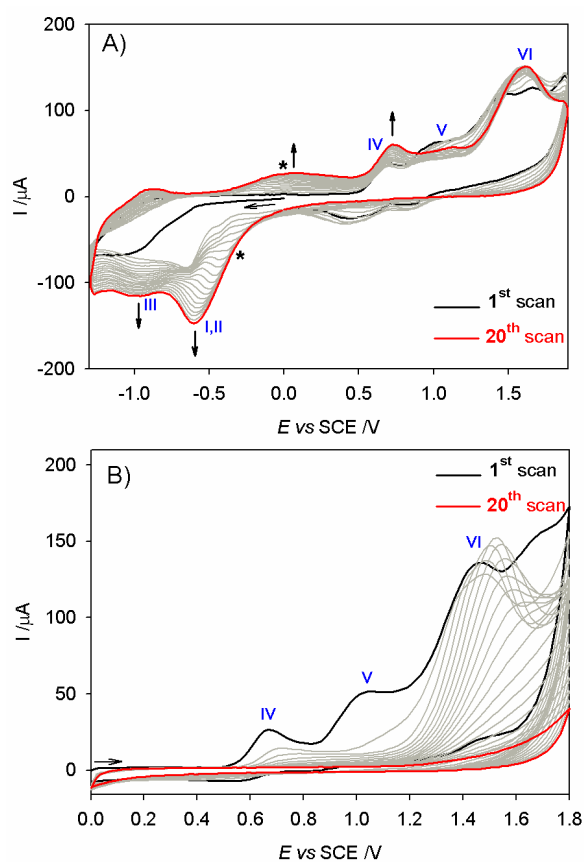 A)
200
100
0
-100
-200
I /µA
VI
IV
V
*
*
III
I,II
1st scan
20th scan
-1.0 -0.5 0.0 0.5 1.0 1.5
E vs SCE /V
B)
200
150
100
50
0
I /µA
1st scan
20th scan
VI
V
IV
0.0 0.2 0.4 0.6 0.8 1.0 1.2 1.4 1.6 1.8
E vs SCE /V